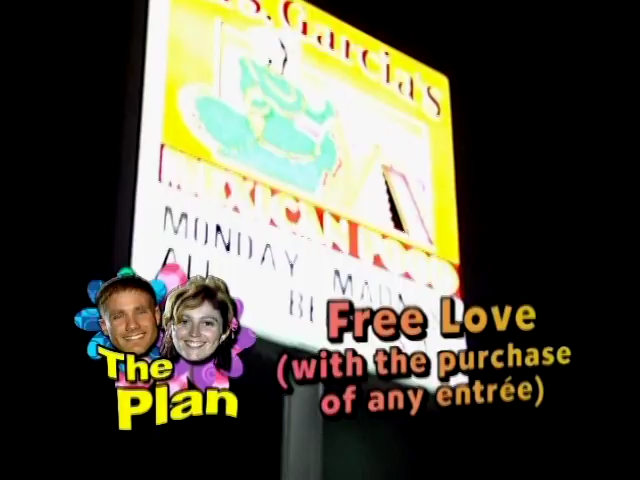 Garcia's
MEXICAN FOOD
MONDAY
ALL
The
Plan
Free Love
(with the purchase
of any entrée)